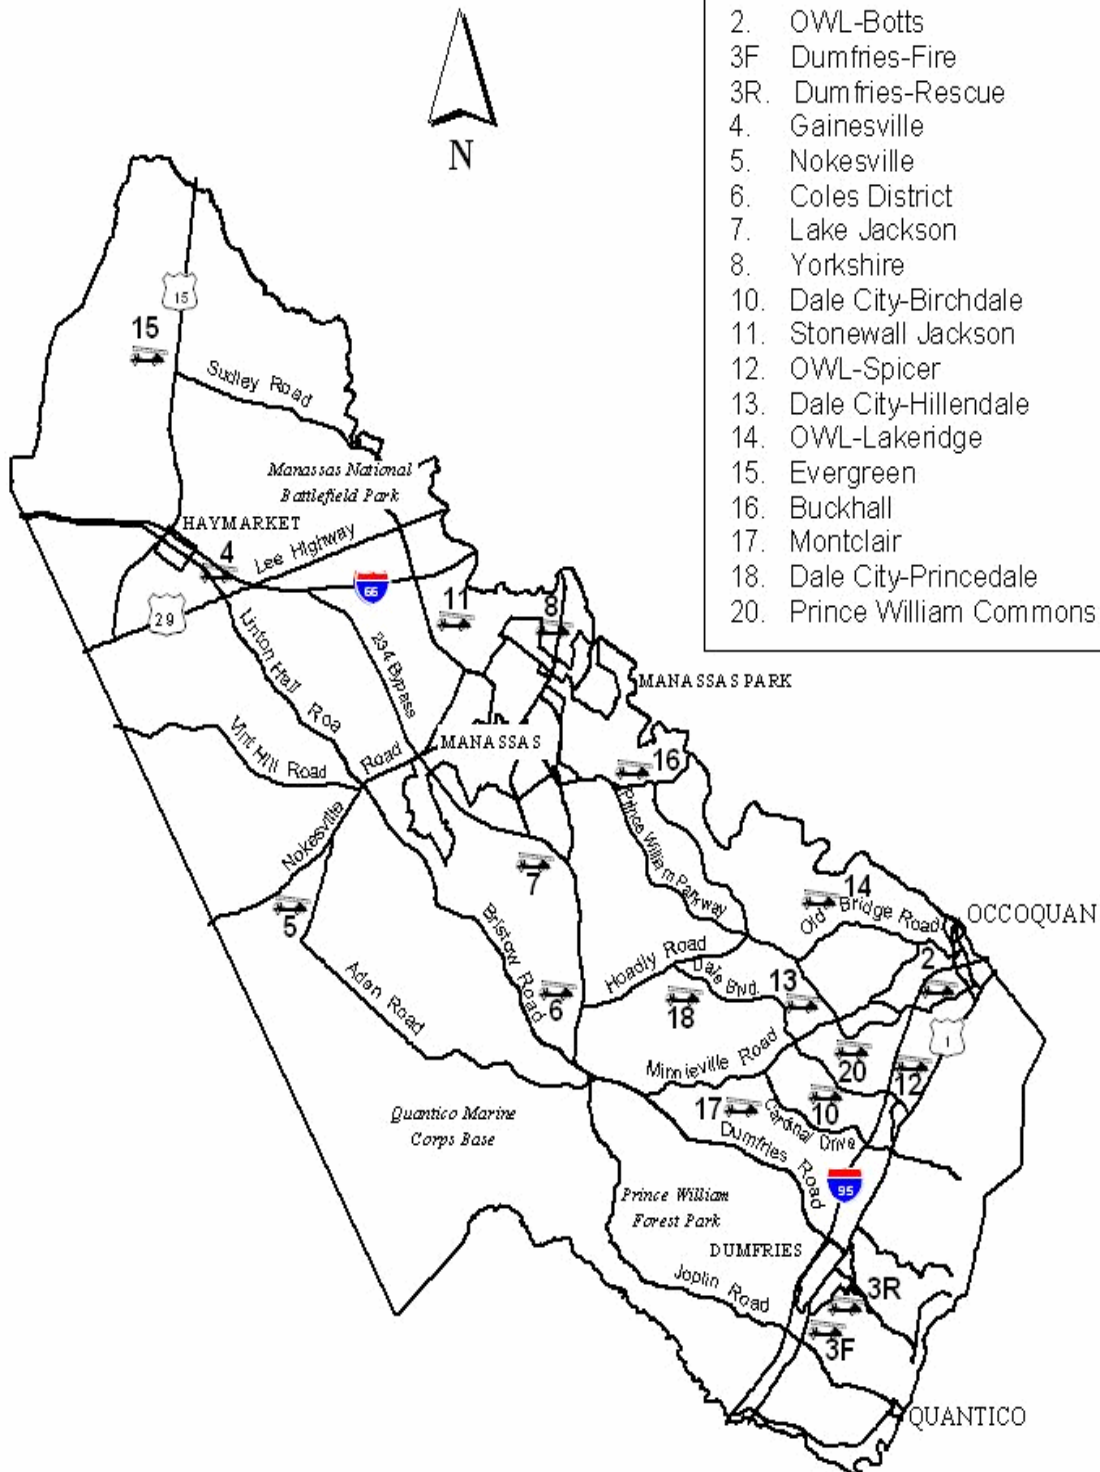 2. OWL-Botts
3F Dumfries-Fire
3R. Dumfries-Rescue
4. Gainesville
5. Nokesville
6. Coles District
7. Lake Jackson
8. Yorkshire
10. Dale City-Birchdale
11. Stonewall Jackson
12. OWL-Spicer
13. Dale City-Hillendale
14. OWL-Lakeridge
15. Evergreen
16. Buckhall
17. Montclair
18. Dale City-Princedale
20. Prince William Commons
N
15
15
Sudley Road
Manassas National
Battlefield Park
HAYMARKET
4
Lee Highway
66
29
11
8
Linton Hall Roa
234 Bypass
MANASSAS PARK
MANASSAS
Vint Hill Road
Road
16
Nokesville
Prince William Parkway
7
5
14
Old Bridge Road
OCCOQUAN
Bristow Road
Hoadly Road
Dale Blvd.
2
13
Aden Road
6
18
1
Minnieville Road
20
12
10
17
Cardinal Drive
Quantico Marine
Corps Base
Dumfries Road
95
Prince William
Forest Park
DUMFRIES
Joplin Road
3R
3F
QUANTICO